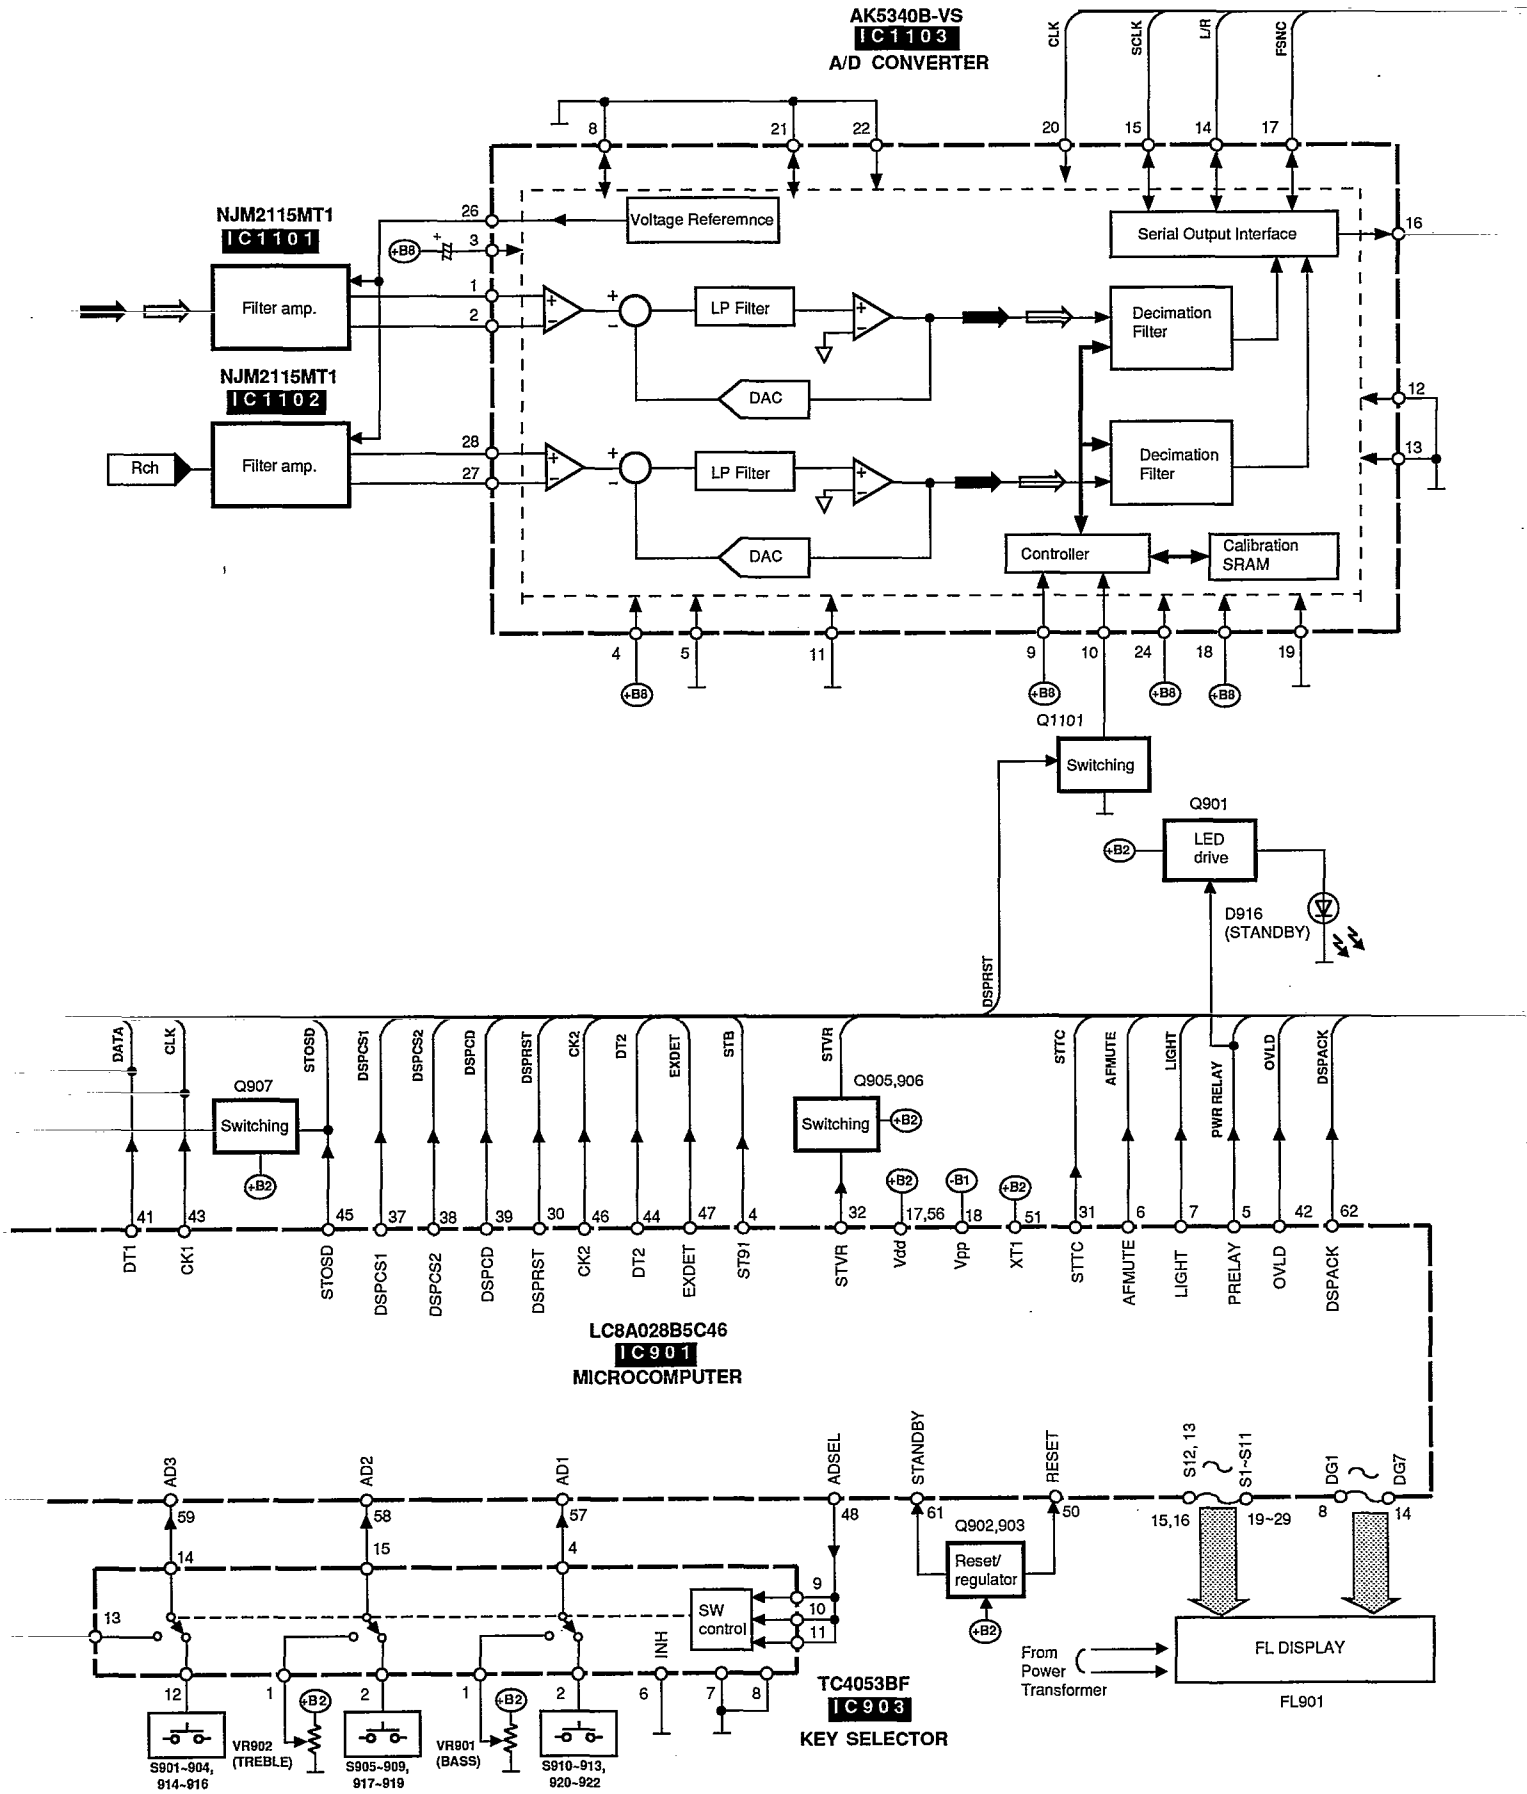 AK5340B-VS
IC1103
A/D CONVERTER
CLK
SCLK
L/R
FSNC
8
21
22
20
15
14
17
NJM2115MT1
IC1101
26
Voltage Referemnce
Serial Output Interface
16
+B8
+
3
Filter amp.
1
2
+
−
+
−
LP Filter
+
−
Decimation
Filter
DAC
12
NJM2115MT1
IC1102
Rch
Filter amp.
28
27
+
−
+
−
LP Filter
+
−
Decimation
Filter
13
DAC
Controller
Calibration
SRAM
4
5
11
9
10
24
18
19
+B8
+B8
+B8
+B8
Q1101
Switching
Q901
LED
drive
+B2
D916
(STANDBY)
DSPRST
DATA
CLK
STOSD
DSPCS1
DSPCS2
DSPCD
DSPRST
CK2
DT2
EXDET
STB
STVR
STTC
AFMUTE
LIGHT
PWR RELAY
OVLD
DSPACK
Q907
Switching
+B2
Q905,906
Switching
+B2
+B2
-B1
+B2
41
43
45
37
38
39
30
46
44
47
4
32
17,56
18
51
31
6
7
5
42
62
DT1
CK1
STOSD
DSPCS1
DSPCS2
DSPCD
DSPRST
CK2
DT2
EXDET
ST91
STVR
Vdd
Vpp
XT1
STTC
AFMUTE
LIGHT
PRELAY
OVLD
DSPACK
LC8A028B5C46
IC901
MICROCOMPUTER
AD3
AD2
AD1
ADSEL
STANDBY
RESET
S12, 13
S1~S11
DG1
DG7
59
58
57
48
61
50
15,16
19~29
8
14
Q902,903
Reset/
regulator
+B2
14
15
4
9
10
11
13
SW
control
INH
12
1
2
1
2
6
7
8
TC4053BF
IC903
KEY SELECTOR
From
Power
Transformer
FL DISPLAY
FL901
+B2
+B2
VR902
(TREBLE)
VR901
(BASS)
S901~904,
914~916
S905~909,
917~919
S910~913,
920~922